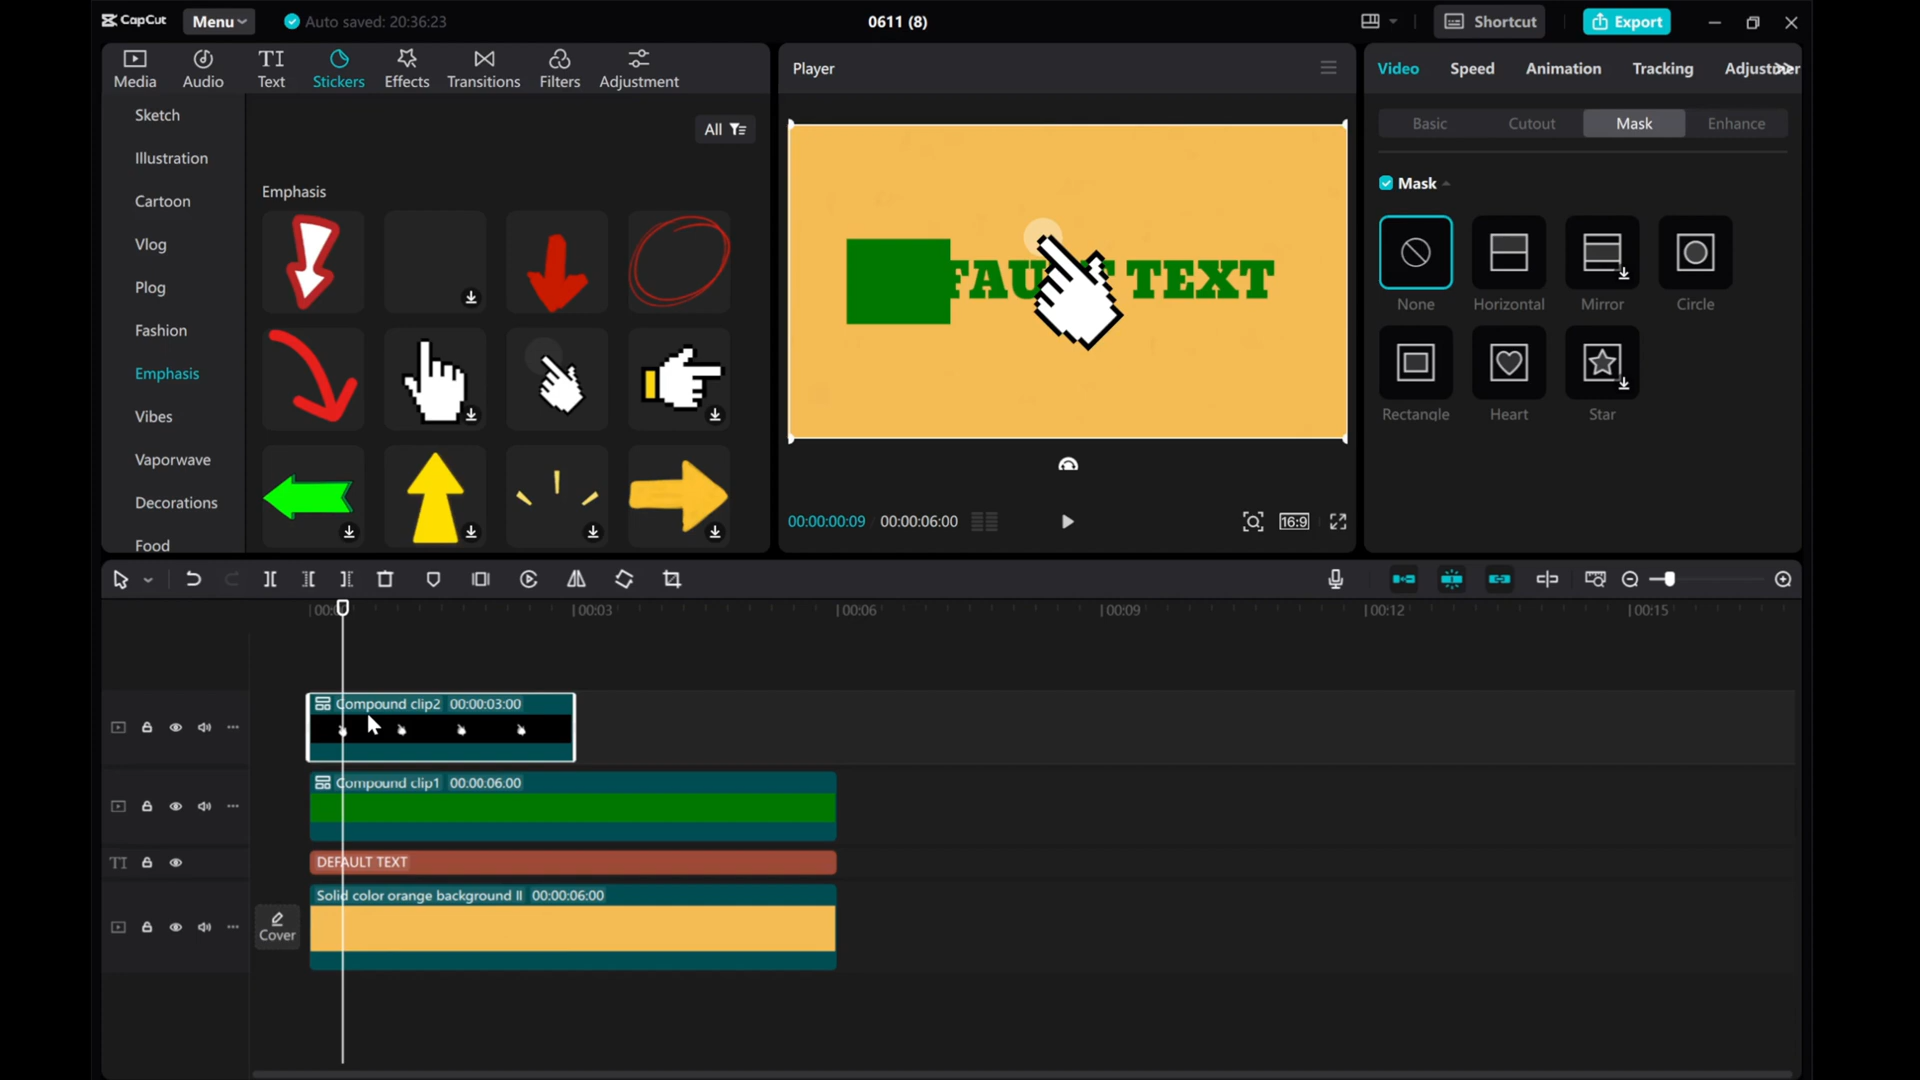 CapCut Menu Auto saved: 20:36:23 0611 (8) Shortcut Export
Media Audio Text Stickers Effects Transitions Filters Adjustment
Sketch
Illustration
Cartoon
Vlog
Plog
Fashion
Emphasis
Vibes
Vaporwave
Decorations
Food
All
Emphasis
Player
FAU T TEXT
00:00:00:09 00:00:06:00 16:9
Video Speed Animation Tracking
Basic Cutout Mask Enhance
Mask
None Horizontal Mirror Circle
Rectangle Heart Star
00:03 00:06 00:09 00:12 00:15
Compound clip2 00:00:03:00
Compound clip1 00:00:06:00
TI DEFAULT TEXT
Solid color orange background II 00:00:06:00
Cover